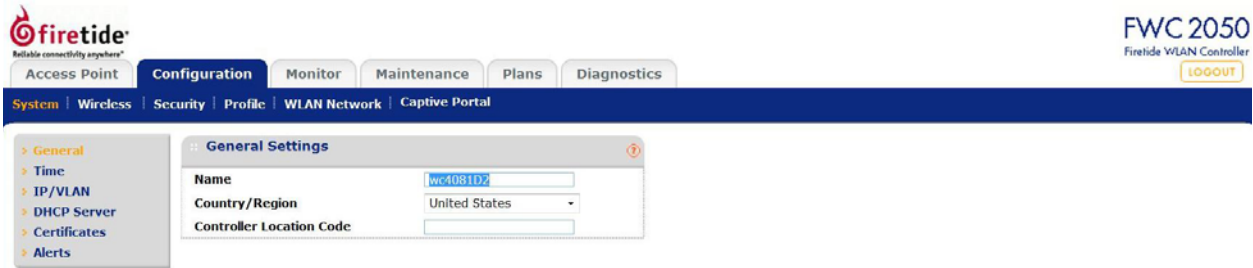 firetide
Reliable connectivity anywhere"
FWC 2050
Firetide WLAN Controller
LOGOUT
Access Point Configuration Monitor Maintenance Plans Diagnostics
System Wireless Security Profile WLAN Network Captive Portal
General
Time
IP/VLAN
DHCP Server
Certificates
Alerts
General Settings ?
Name wc4081D2
Country/Region United States
Controller Location Code